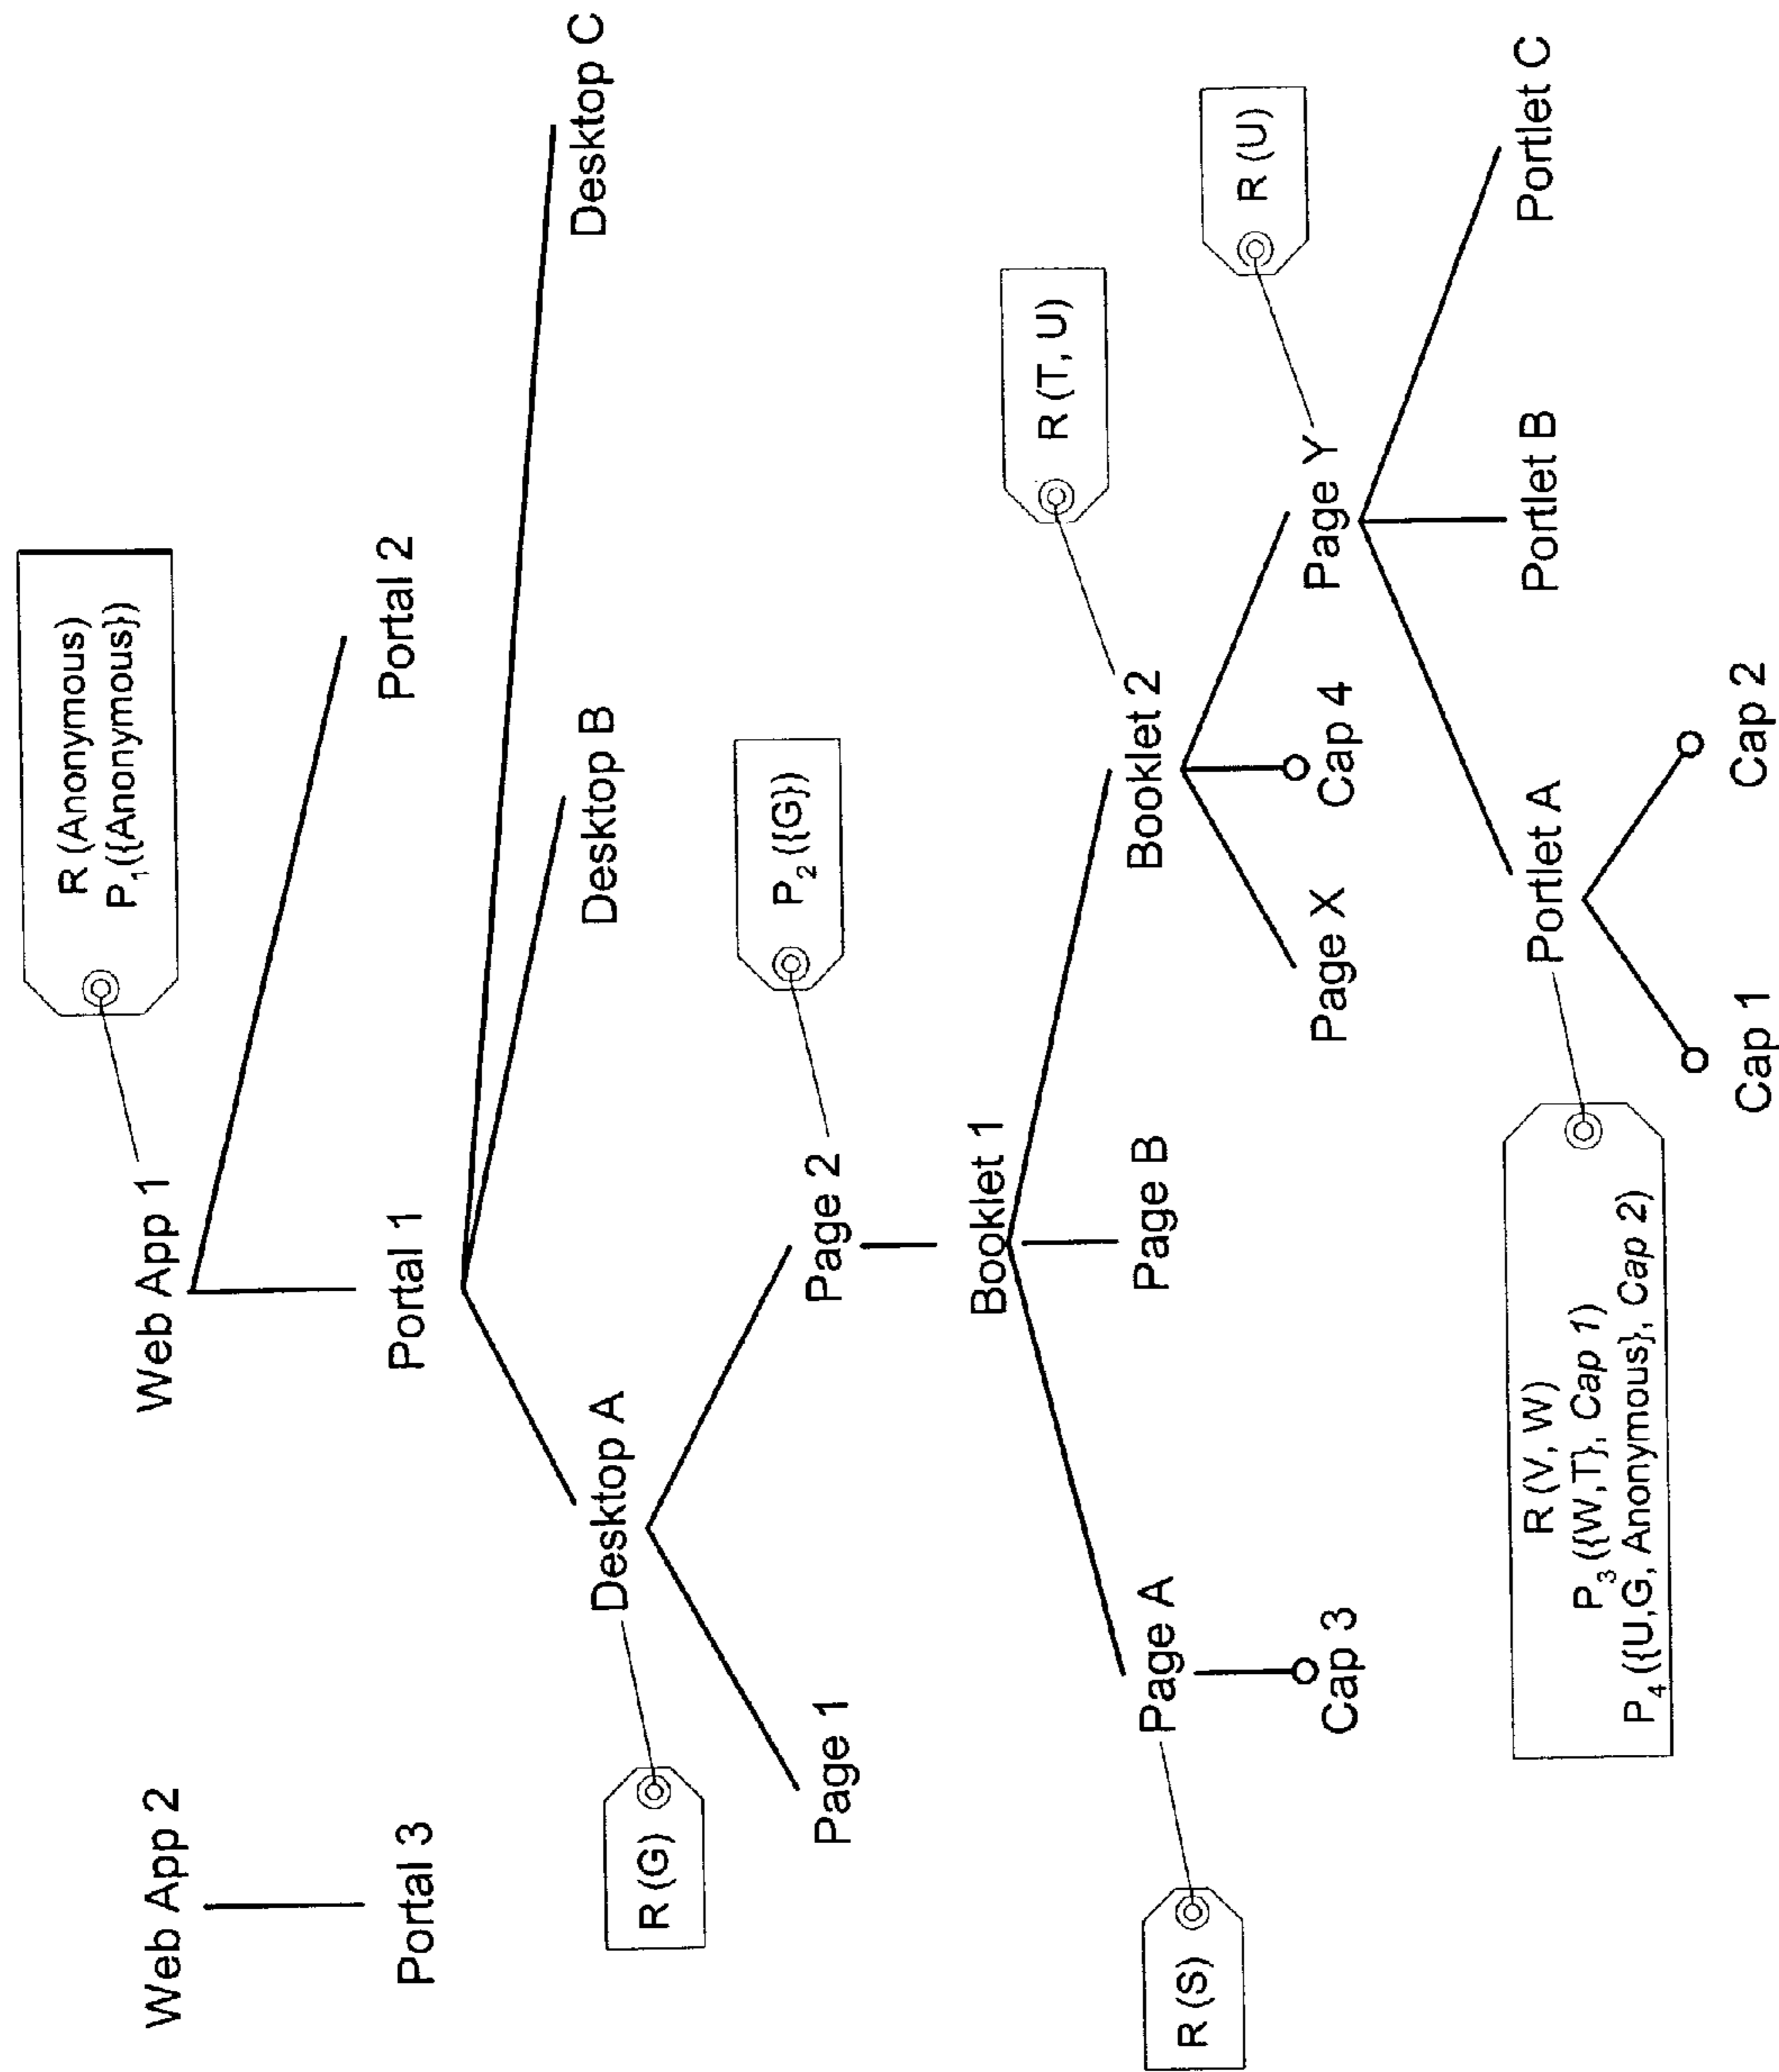 Web App 2
Web App 1
R (Anonymous)
P₁({Anonymous})
Portal 3
Portal 1
Portal 2
R (G)
Desktop A
Desktop B
Desktop C
Page 1
Page 2
P₂ ({G})
Booklet 1
R (S)
Page A
Page B
Booklet 2
R (T, U)
Cap 3
Page X
Cap 4
Page Y
R (U)
R (V, W)
P₃ ({W,T}, Cap 1)
P₄ ({U,G, Anonymous}, Cap 2)
Portlet A
Portlet B
Portlet C
Cap 1
Cap 2